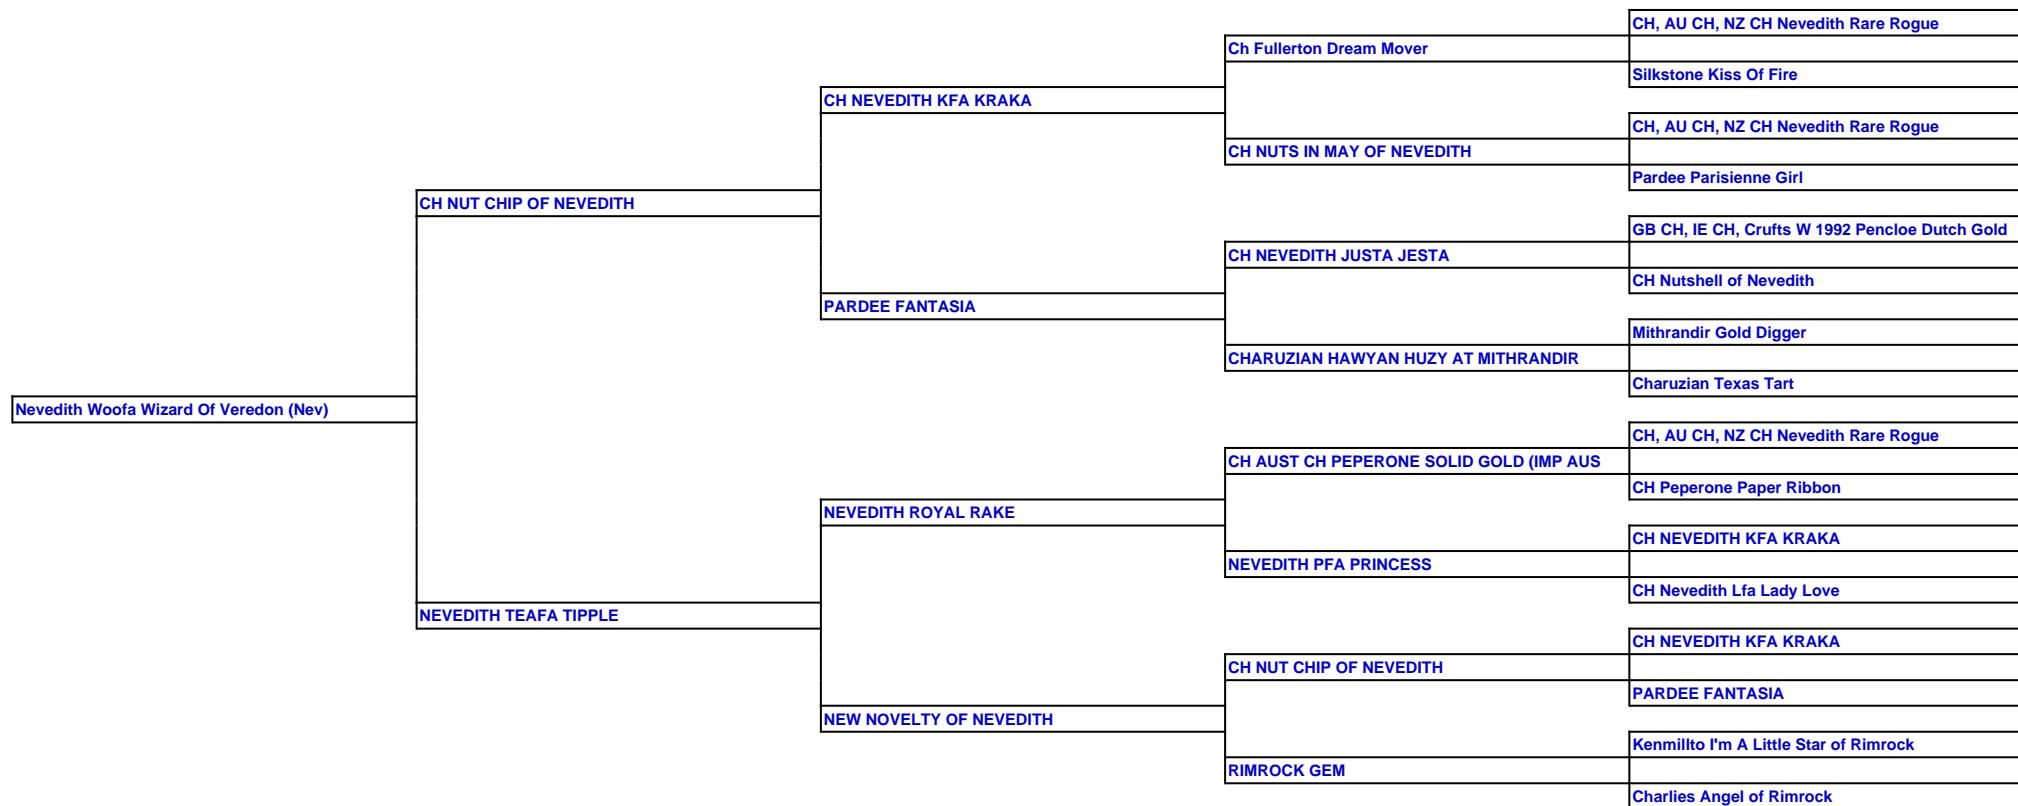 CH, AU CH, NZ CH Nevedith Rare Rogue
Ch Fullerton Dream Mover
Silkstone Kiss Of Fire
CH NEVEDITH KFA KRAKA
CH, AU CH, NZ CH Nevedith Rare Rogue
CH NUTS IN MAY OF NEVEDITH
Pardee Parisienne Girl
CH NUT CHIP OF NEVEDITH
GB CH, IE CH, Crufts W 1992 Pencloe Dutch Gold
CH NEVEDITH JUSTA JESTA
CH Nutshell of Nevedith
PARDEE FANTASIA
Mithrandir Gold Digger
CHARUZIAN HAWYAN HUZY AT MITHRANDIR
Charuzian Texas Tart
Nevedith Woofa Wizard Of Veredon (Nev)
CH, AU CH, NZ CH Nevedith Rare Rogue
CH AUST CH PEPERONE SOLID GOLD (IMP AUS
CH Peperone Paper Ribbon
NEVEDITH ROYAL RAKE
CH NEVEDITH KFA KRAKA
NEVEDITH PFA PRINCESS
CH Nevedith Lfa Lady Love
NEVEDITH TEAFA TIPPLE
CH NEVEDITH KFA KRAKA
CH NUT CHIP OF NEVEDITH
PARDEE FANTASIA
NEW NOVELTY OF NEVEDITH
Kenmillto I'm A Little Star of Rimrock
RIMROCK GEM
Charlies Angel of Rimrock